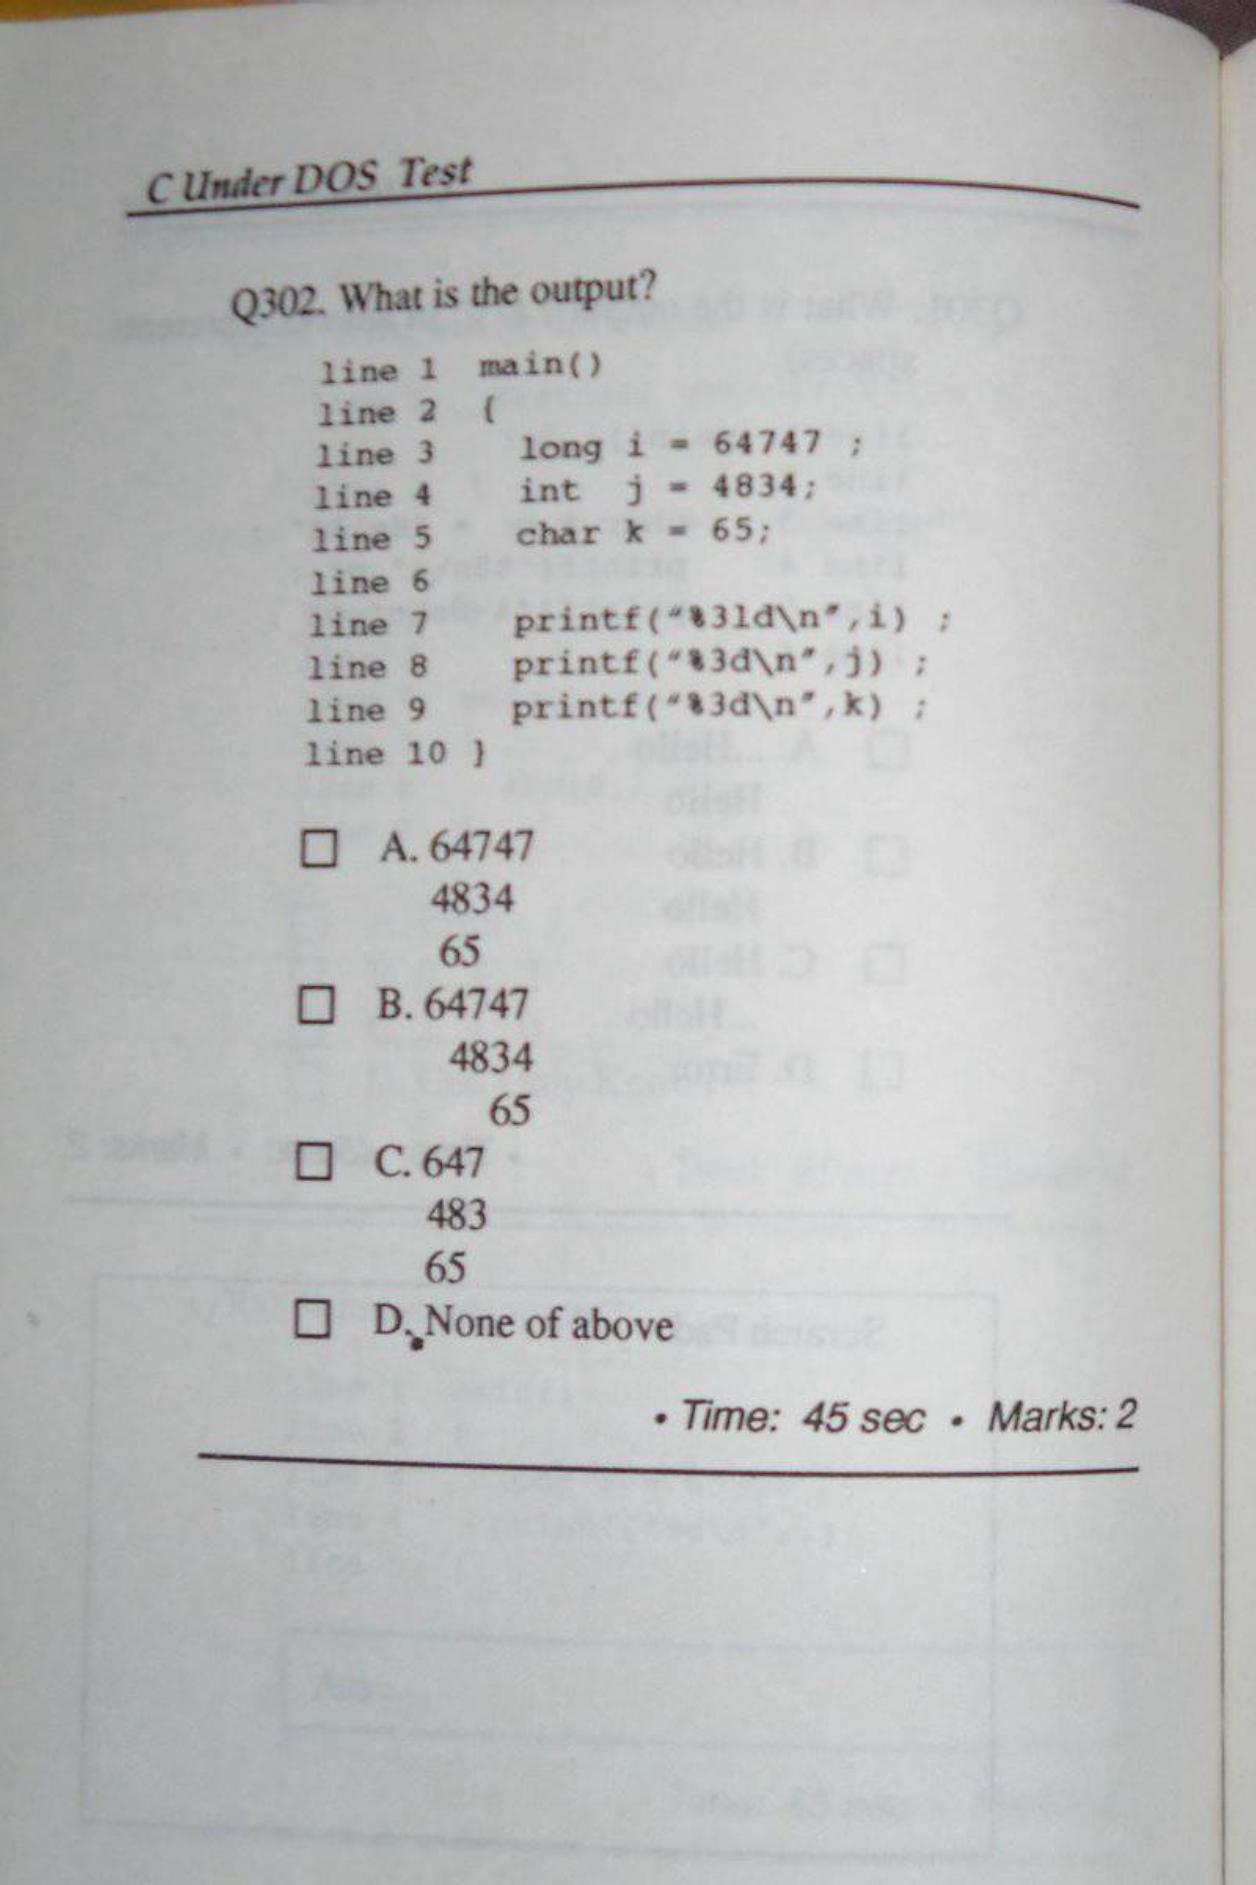 C Under DOS Test
Q302. What is the output?
line 1 main()
line 2 {
line 3 long i = 64747 ;
line 4 int j = 4834;
line 5 char k = 65;
line 6
line 7 printf("%3ld\n",i) ;
line 8 printf("%3d\n",j) ;
line 9 printf("%3d\n",k) ;
line 10 }
A. 64747
4834
65
B. 64747
4834
65
C. 647
483
65
D. None of above
• Time: 45 sec • Marks: 2